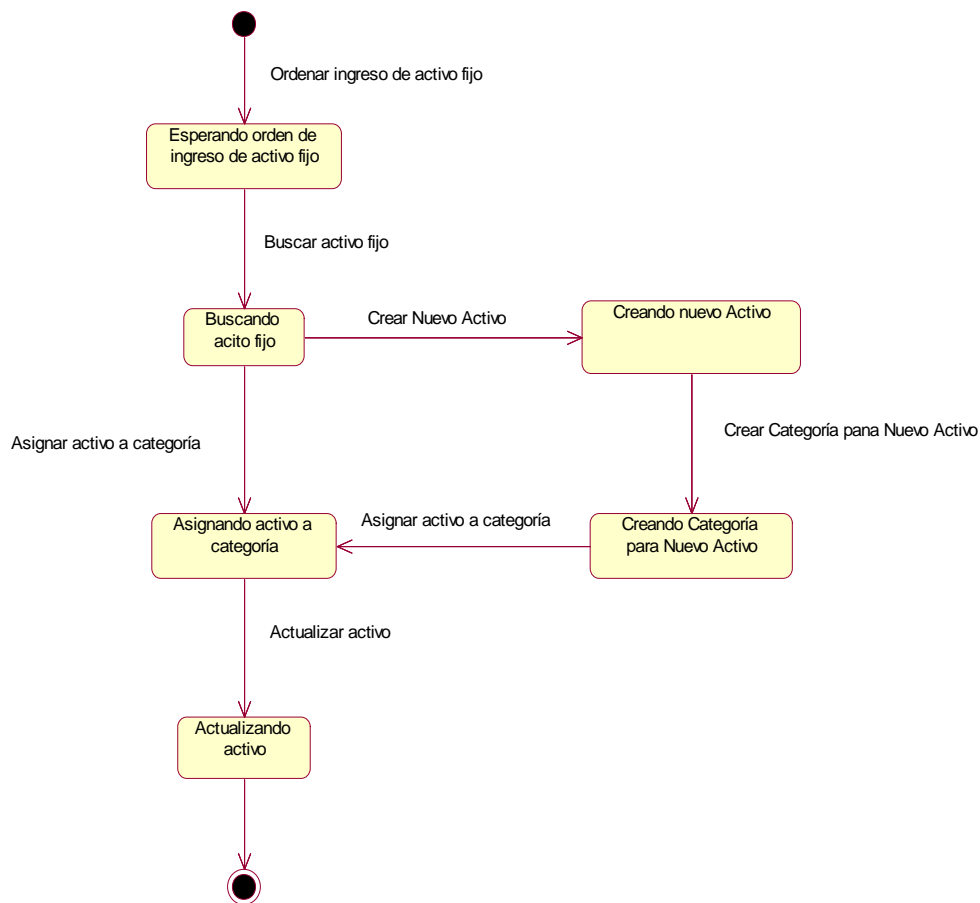 Ordenar ingreso de activo fijo
Esperando orden de
ingreso de activo fijo
Buscar activo fijo
Buscando
acito fijo
Crear Nuevo Activo
Creando nuevo Activo
Asignar activo a categoría
Crear Categoría pana Nuevo Activo
Asignando activo a
categoría
Asignar activo a categoría
Creando Categoría
para Nuevo Activo
Actualizar activo
Actualizando
activo